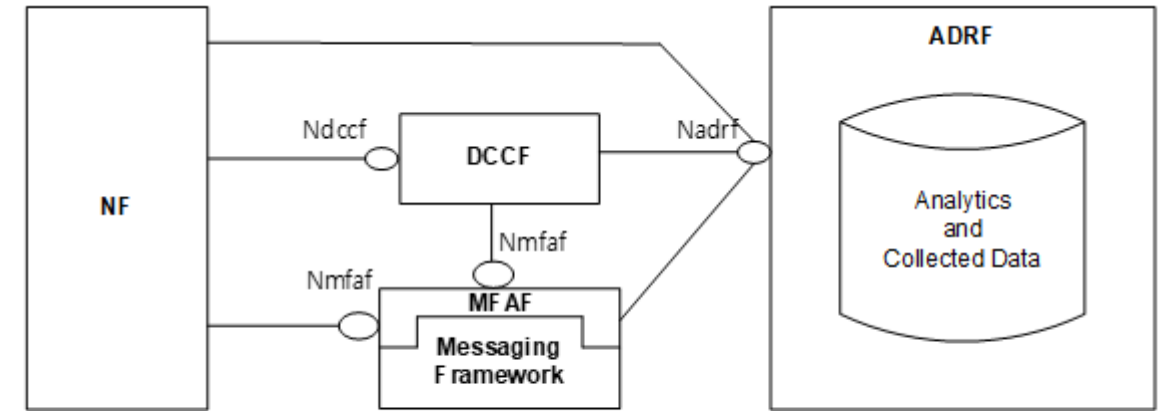 ADRF
Ndccf
Nadrf
DCCF
NF
Analytics
and
Collected Data
Nmfaf
Nmfaf
MFAF
Messaging
Framework